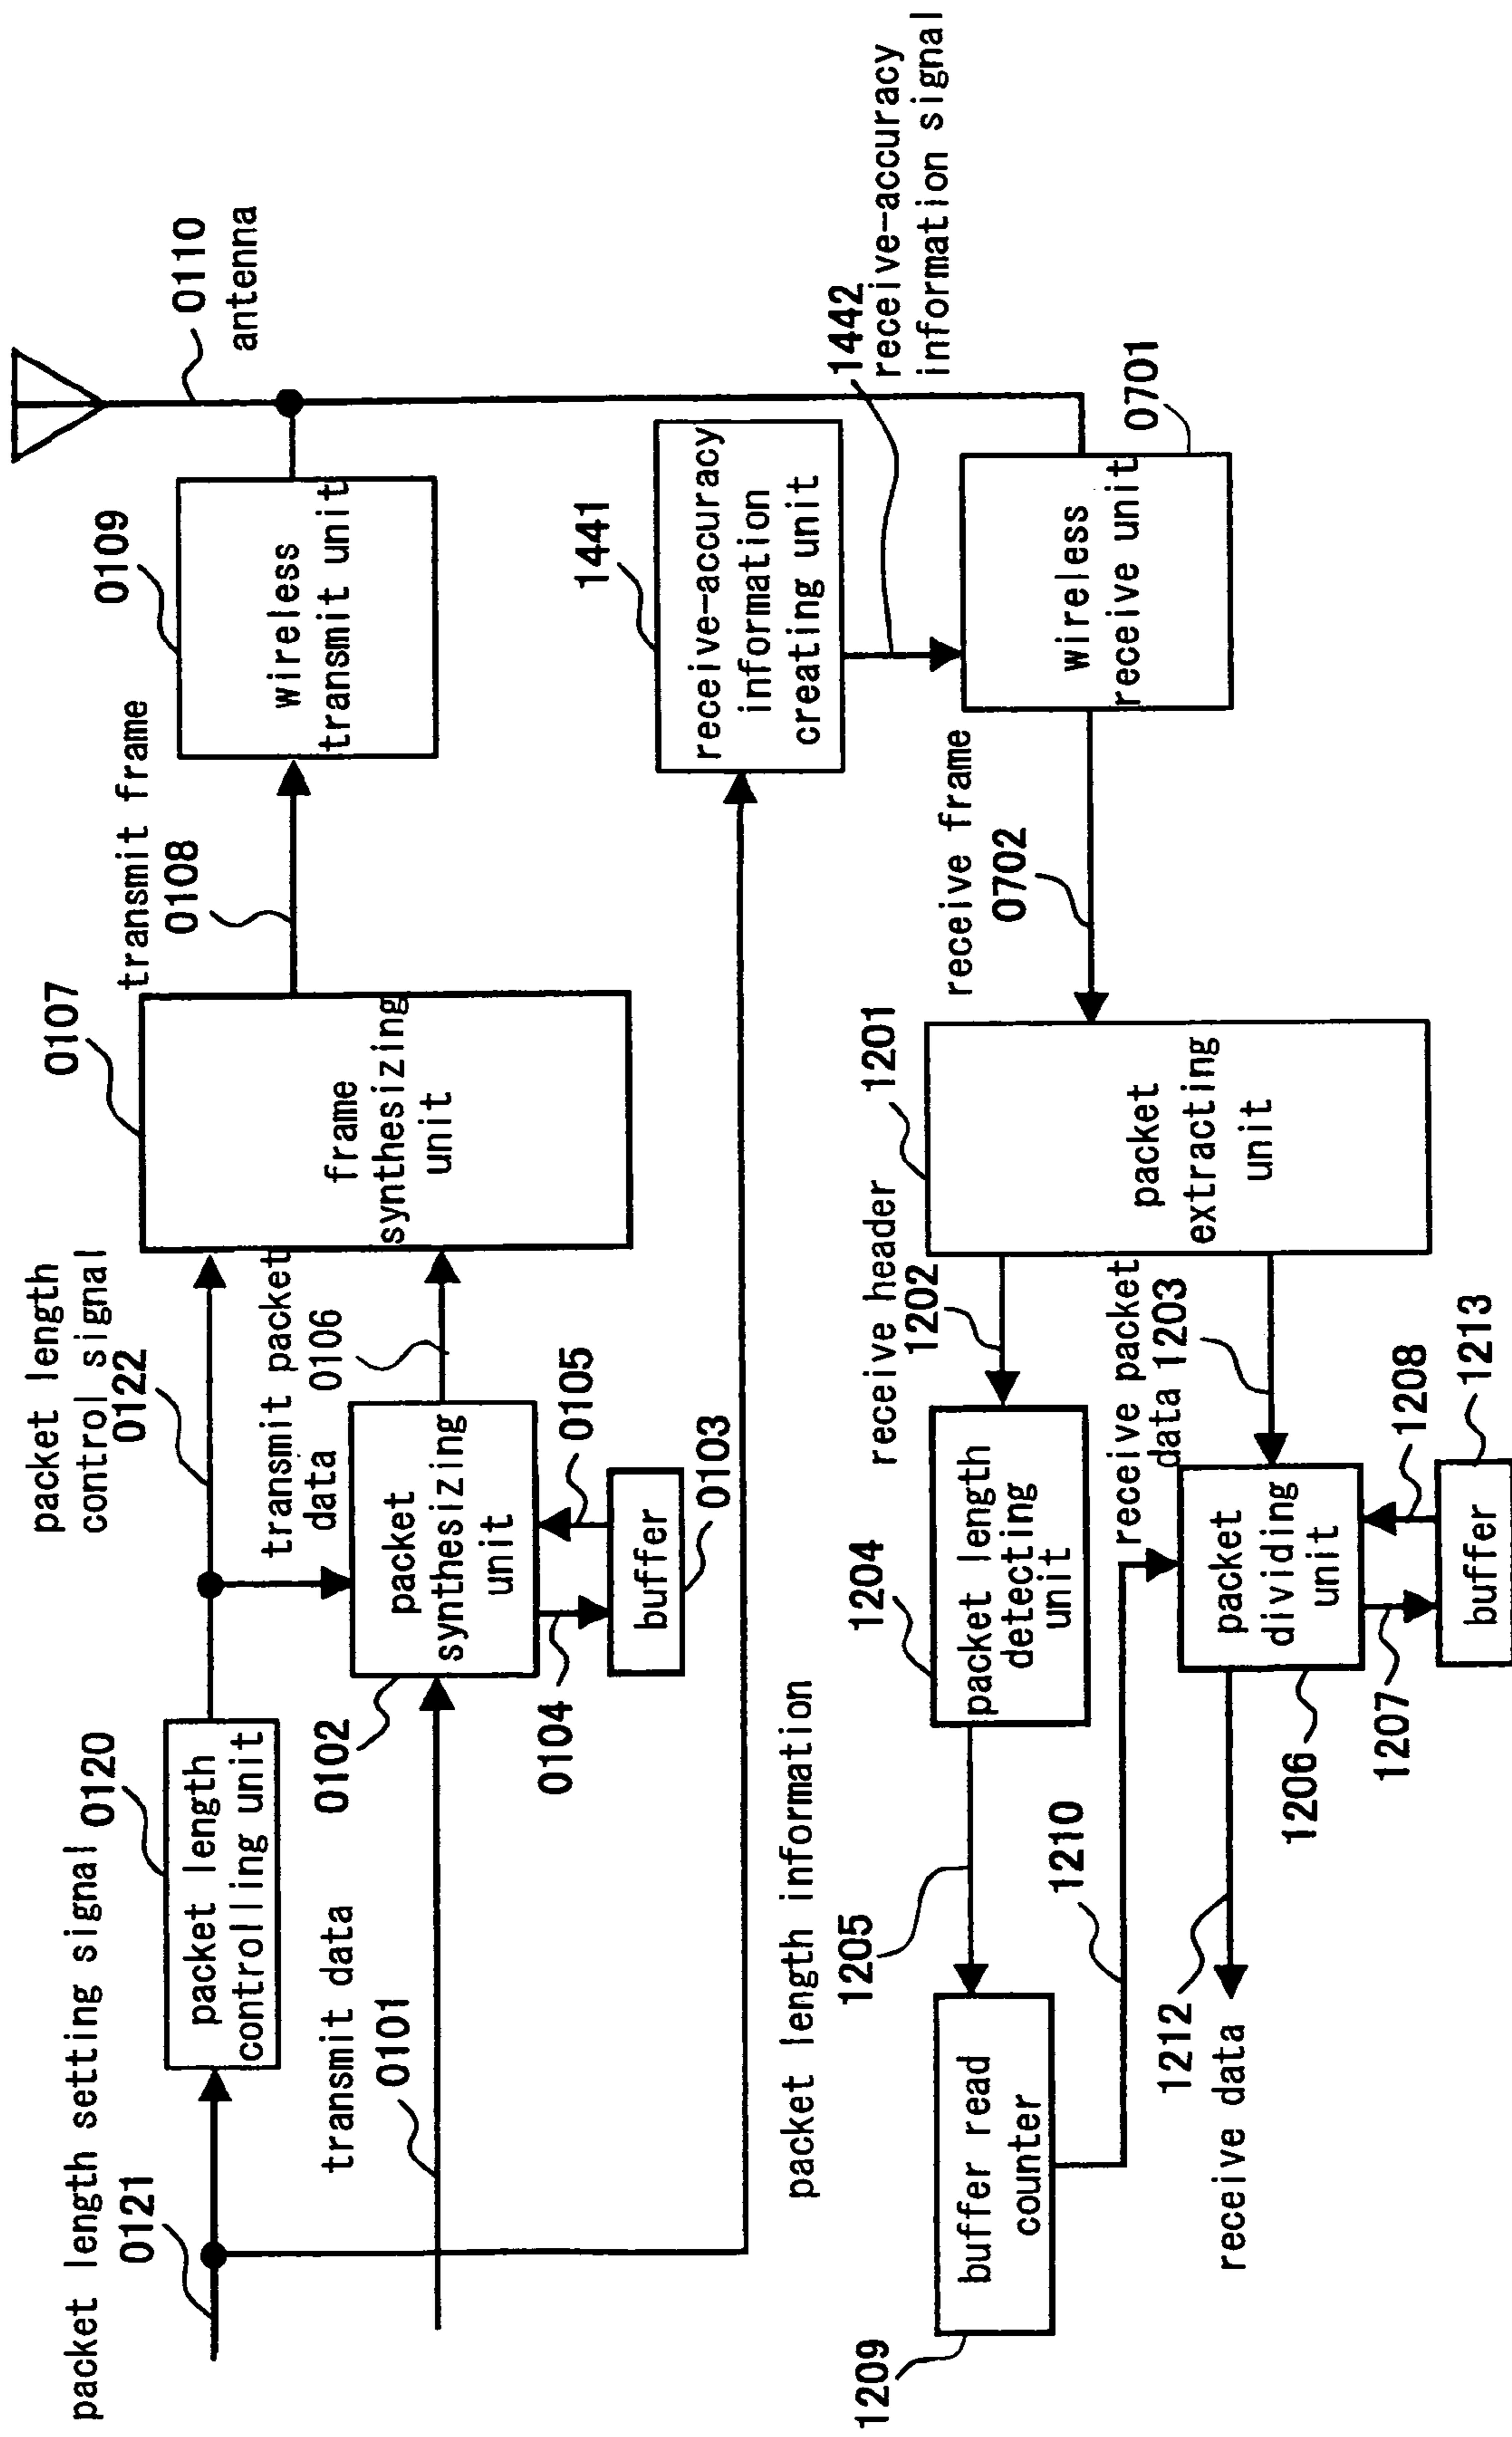 packet length setting signal
0121
0120
packet length
controlling unit
packet length
control signal
0122
transmit data
0101
0102
packet
synthesizing
unit
0104
0105
buffer
0103
transmit packet
data
0106
0107
frame
synthesizing
unit
transmit frame
0108
0109
wireless
transmit unit
0110
antenna
1441
receive-accuracy
information
creating unit
1442
receive-accuracy
information signal
wireless
receive unit
0701
receive frame
0702
1201
packet
extracting
unit
receive header
1202
receive packet
data 1203
1204
packet length
detecting
unit
packet length information
1205
1209
buffer read
counter
1210
packet
dividing
unit
1206
1207
1208
buffer
1213
1212
receive data